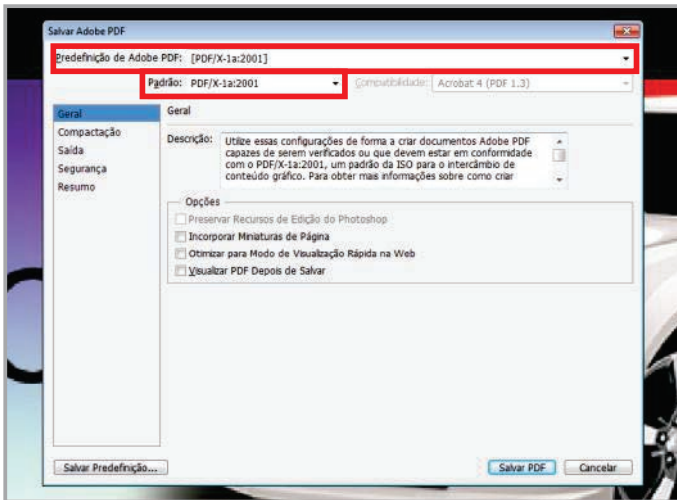 Salvar Adobe PDF
Predefinição de Adobe PDF: [PDF/X-1a:2001]
Padrão: PDF/X-1a:2001 Compatibilidade: Acrobat 4 (PDF 1.3)
Geral
Compactação
Saída
Segurança
Resumo
Geral
Descrição: Utilize essas configurações de forma a criar documentos Adobe PDF
capazes de serem verificados ou que devem estar em conformidade
com o PDF/X-1a:2001, um padrão da ISO para o intercâmbio de
conteúdo gráfico. Para obter mais informações sobre como criar
Opções
Preservar Recursos de Edição do Photoshop
Incorporar Miniaturas de Página
Otimizar para Modo de Visualização Rápida na Web
Visualizar PDF Depois de Salvar
Salvar Predefinição... Salvar PDF Cancelar